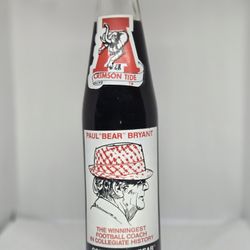 A
CRIMSON TIDE
PAUL "BEAR" BRYANT
THE WINNINGEST
FOOTBALL COACH
IN COLLEGIATE HISTORY